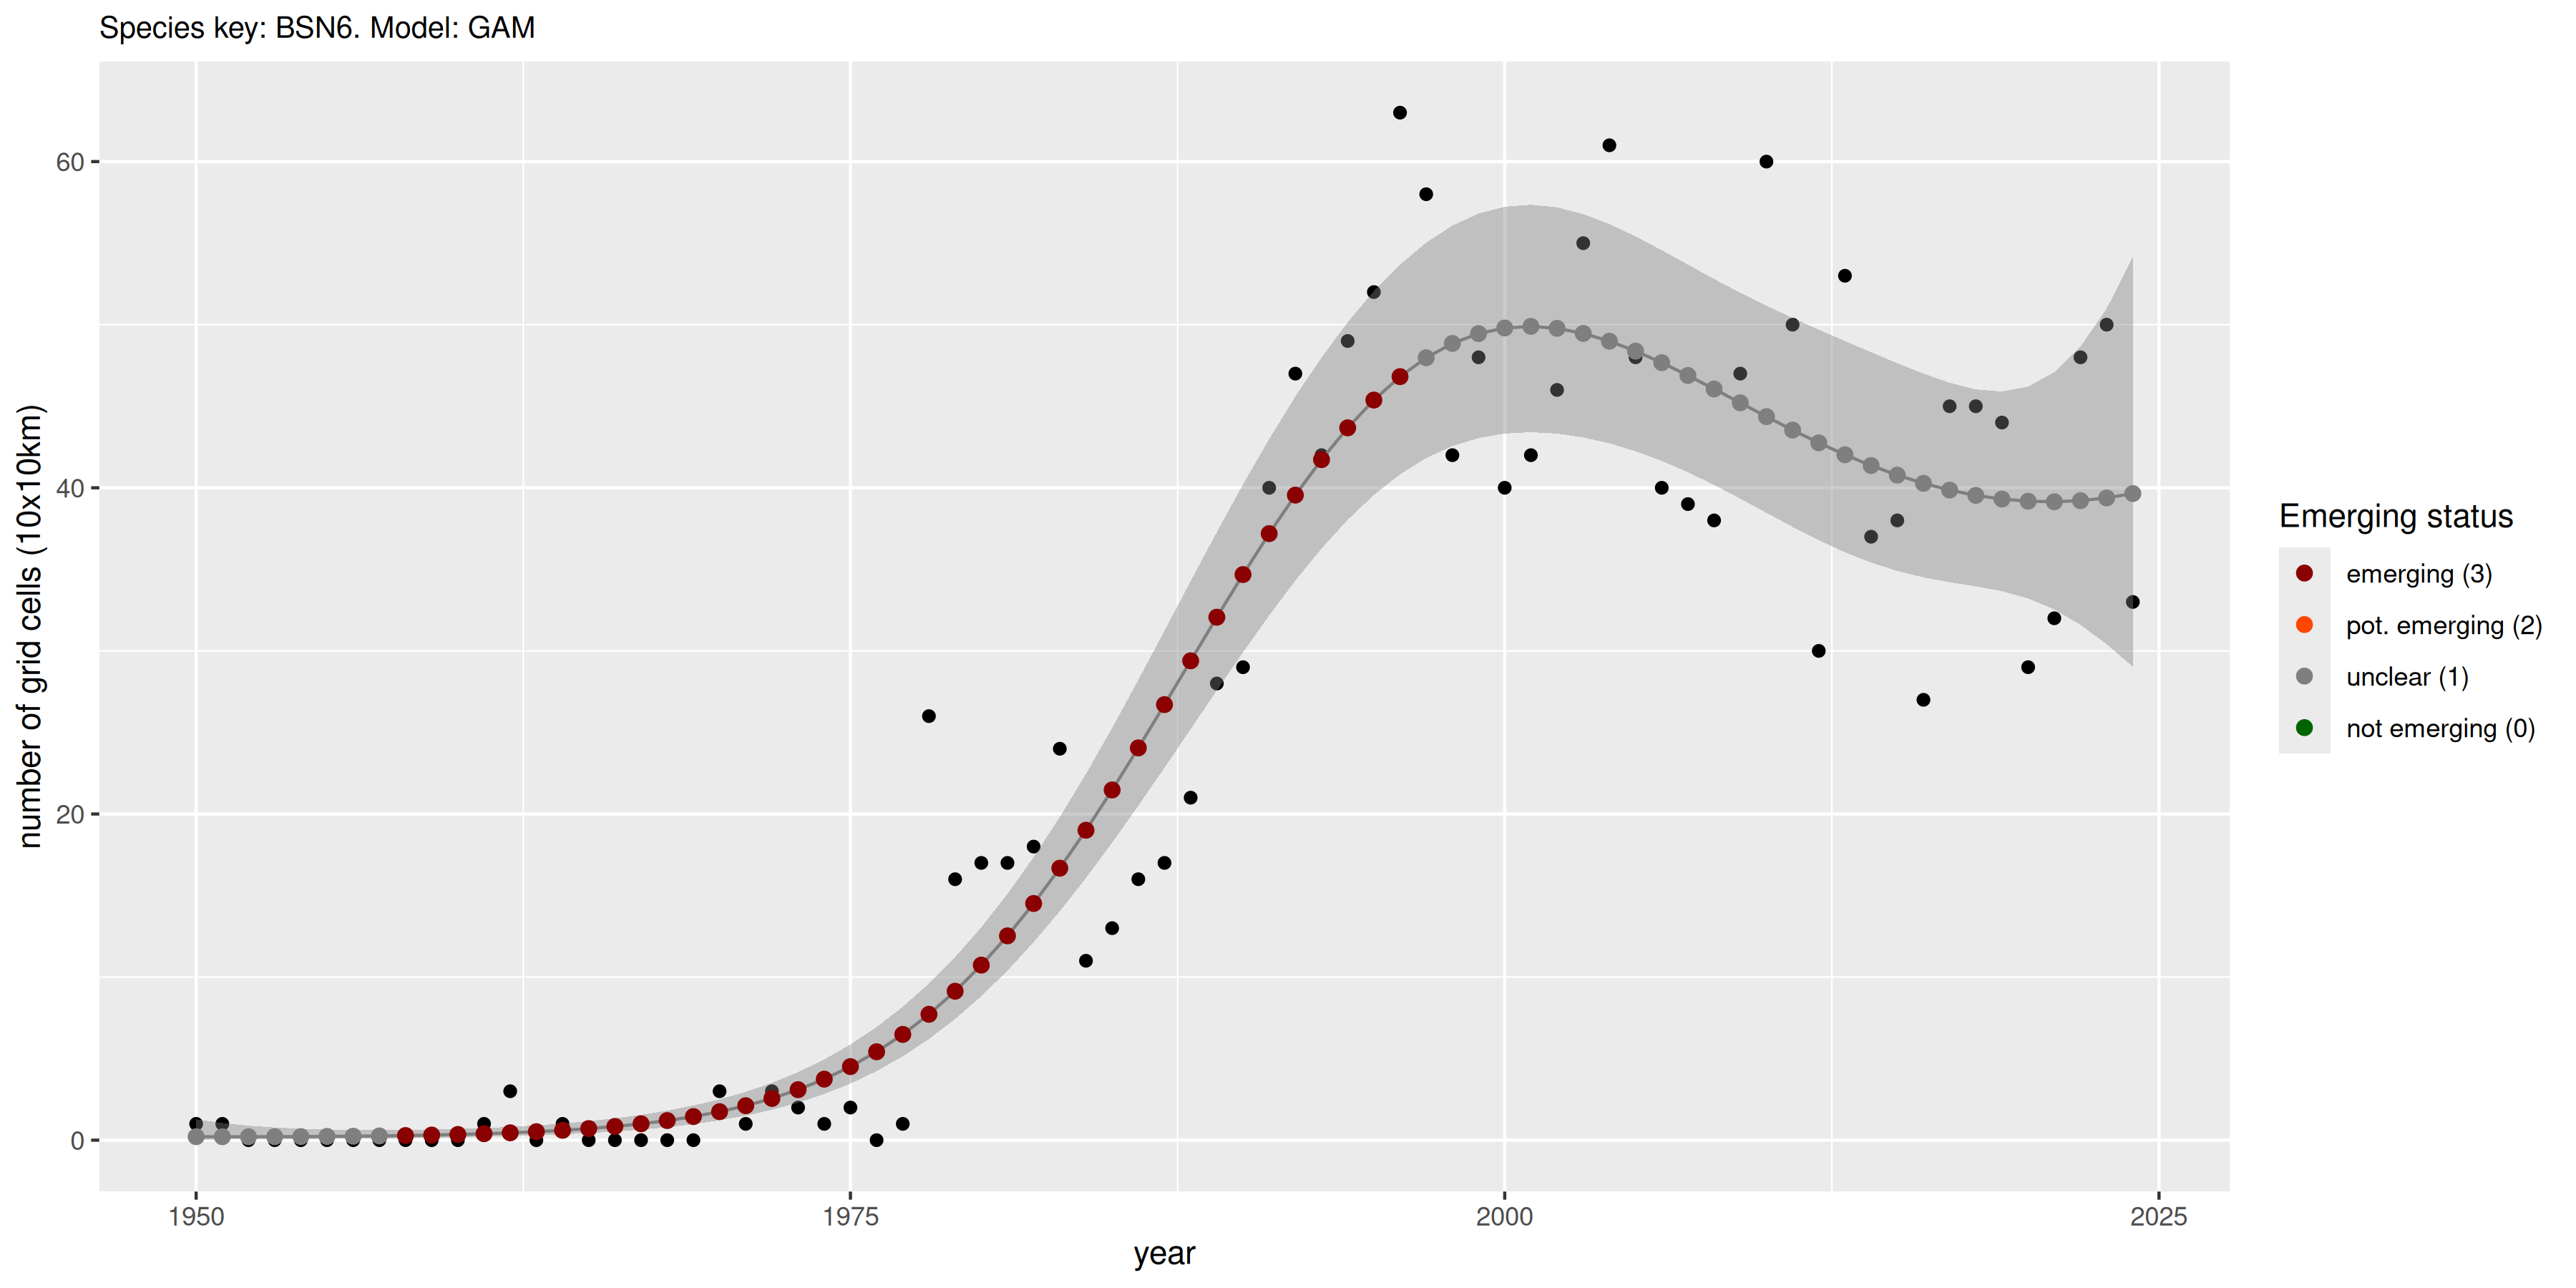 Species key: BSN6. Model: GAM
60
40
20
0
number of grid cells (10x10km)
1950
1975
2000
2025
year
Emerging status
emerging (3)
pot. emerging (2)
unclear (1)
not emerging (0)